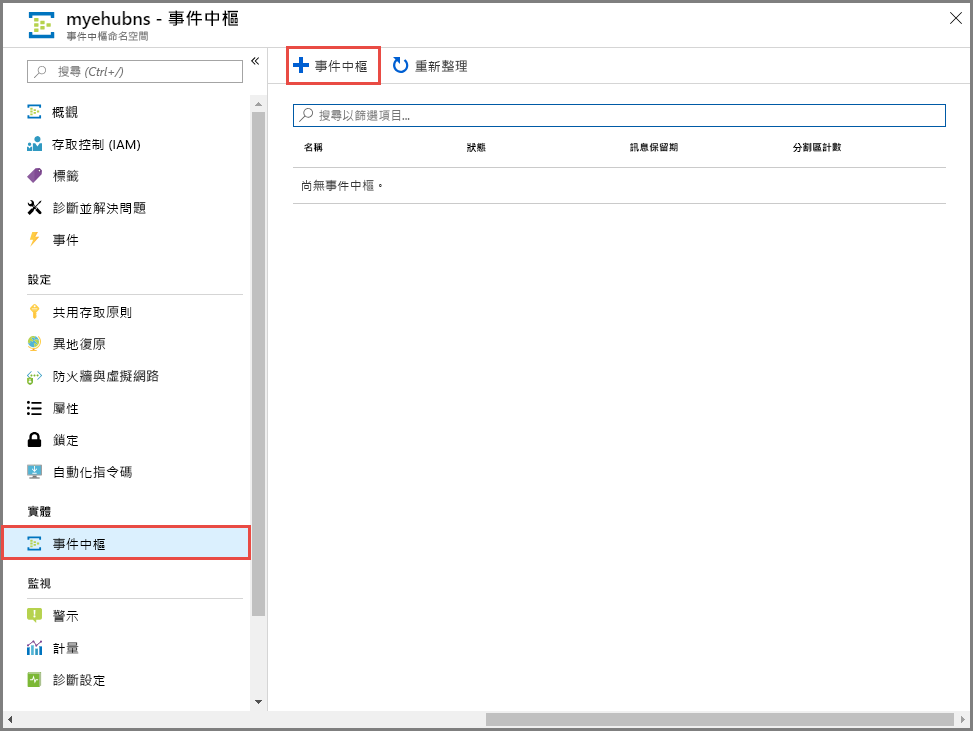 myehubns - 事件中樞
事件中樞命名空間
搜尋 (Ctrl+/)
«
概觀
存取控制 (IAM)
標籤
診斷並解決問題
事件
設定
共用存取原則
異地復原
防火牆與虛擬網路
屬性
鎖定
自動化指令碼
實體
事件中樞
監視
警示
計量
診斷設定
事件中樞 重新整理
搜尋以篩選項目...
名稱 狀態 訊息保留期 分割區計數
尚無事件中樞。